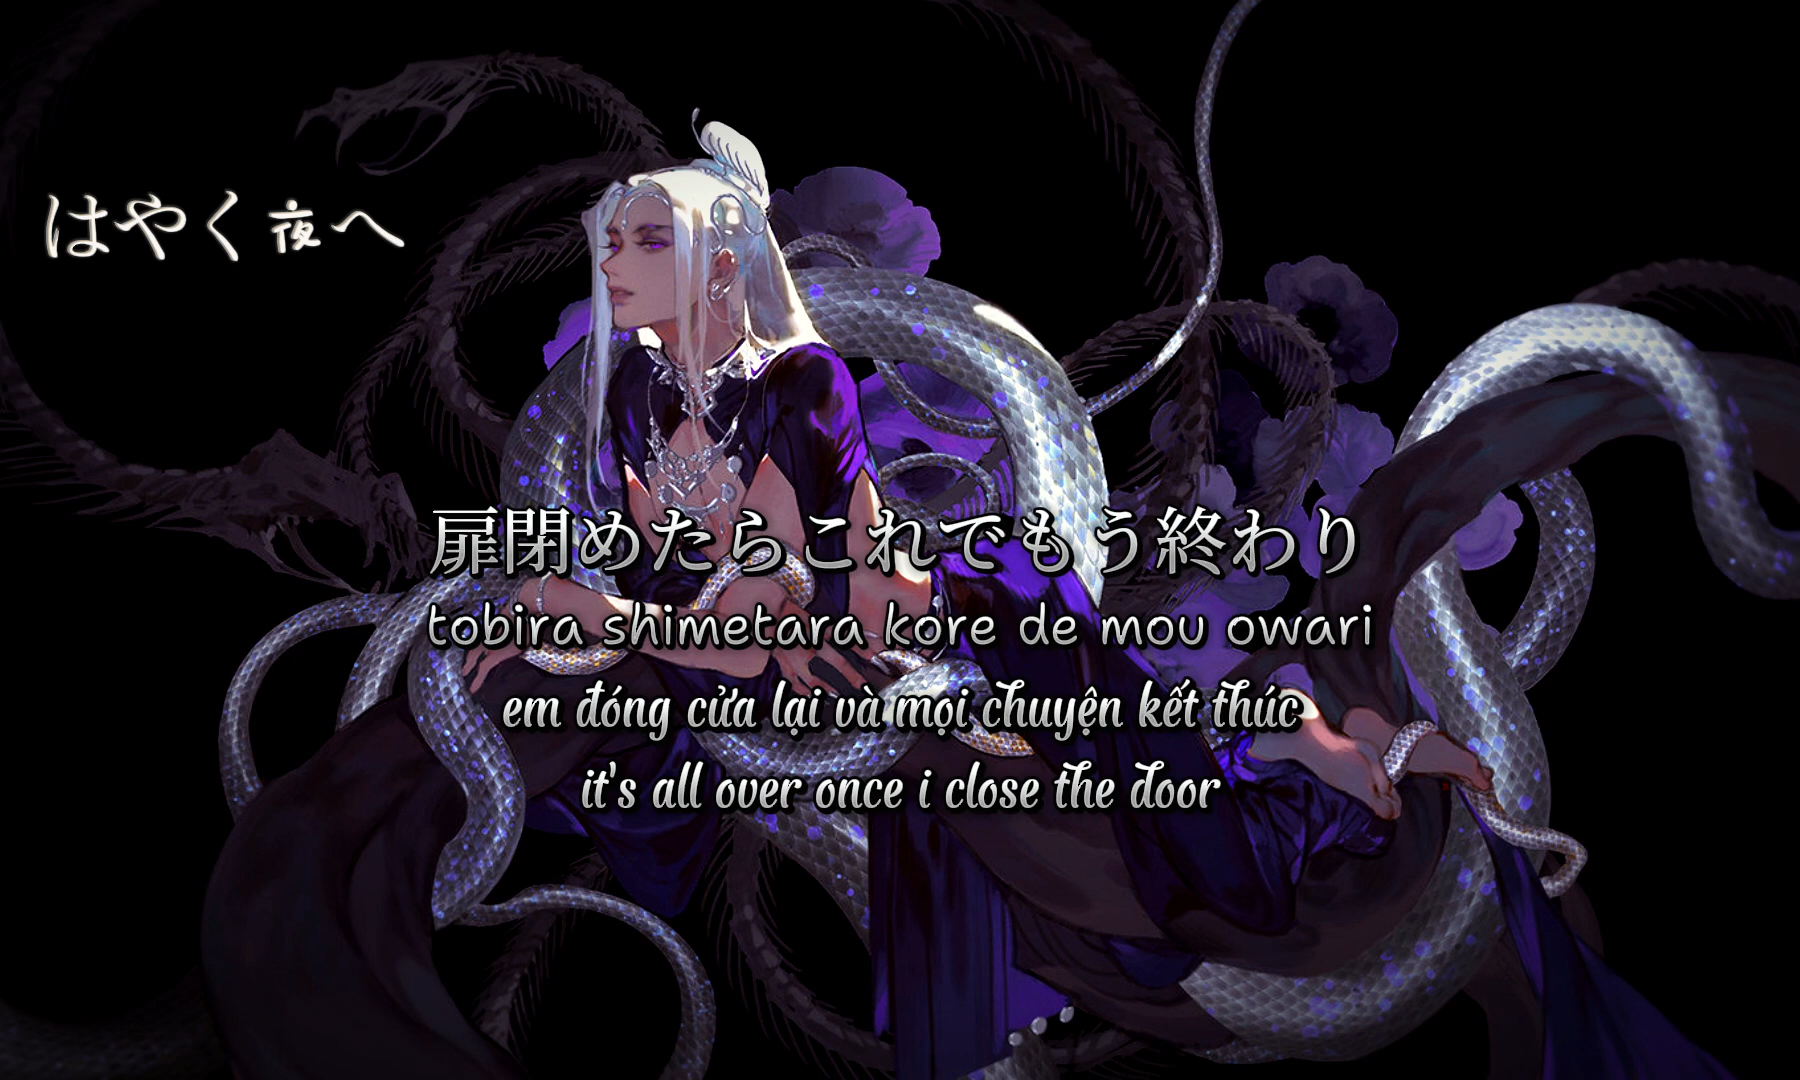 はやく夜へ
扉閉めたらこれでもう終わり
tobira shimetara kore de mou owari
em đóng cửa lại và mọi chuyện kết thúc
it's all over once i close the door